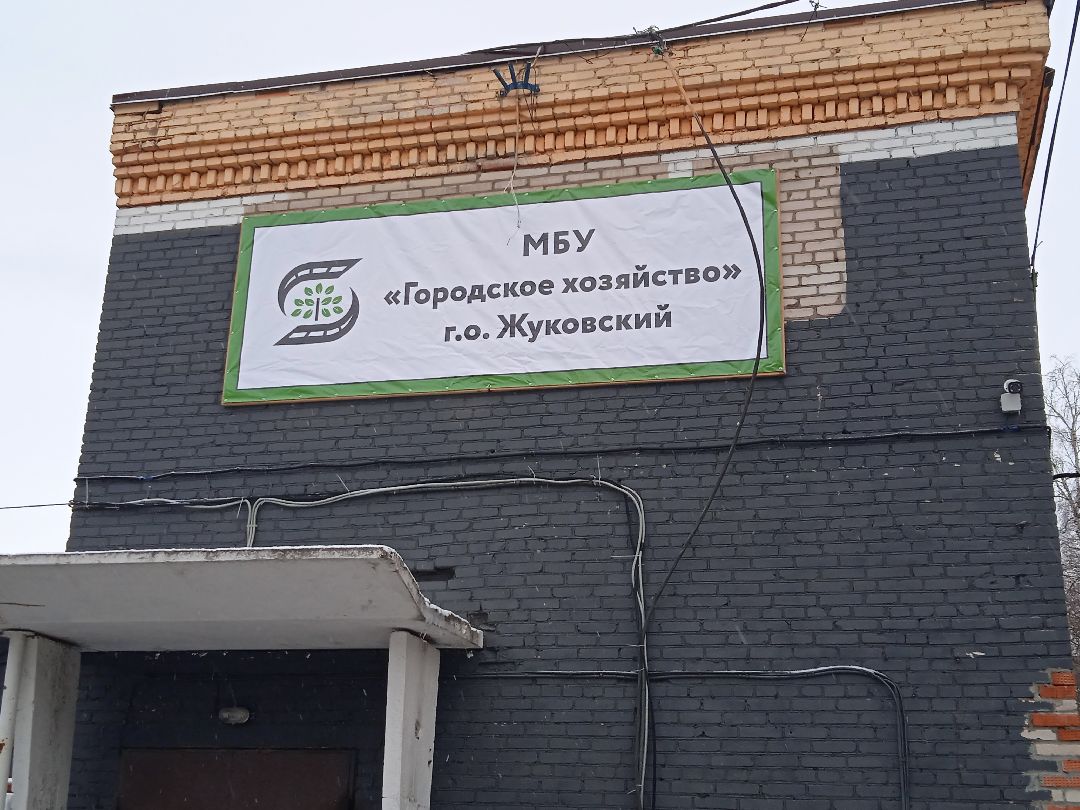 МБУ
«Городское хозяйство»
г.о. Жуковский